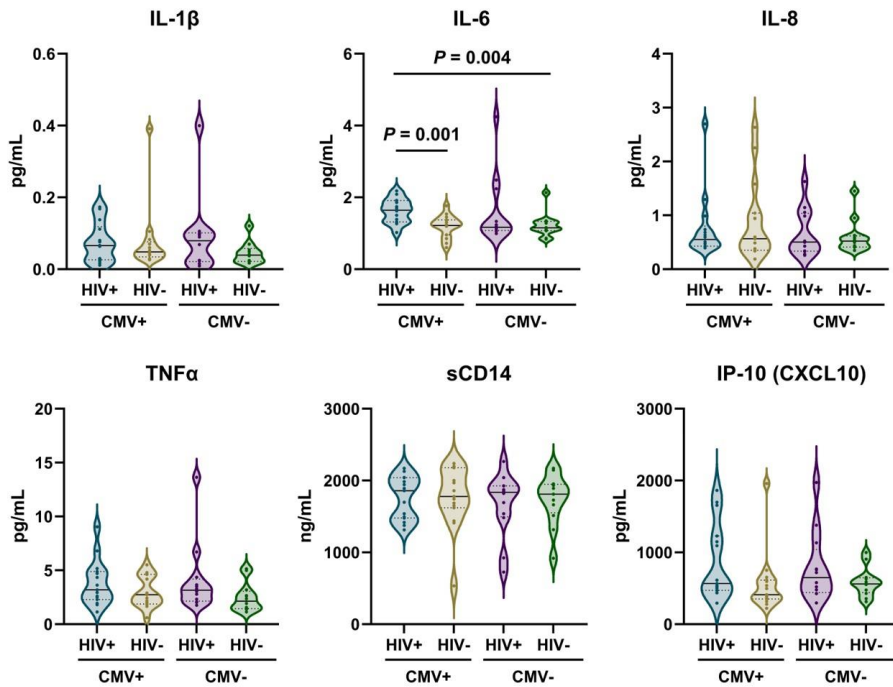 IL-1β
0.6
0.4
0.2
0.0
pg/mL
HIV+ HIV- HIV+ HIV-
CMV+ CMV-
IL-6
6
4
2
0
pg/mL
P = 0.004
P = 0.001
HIV+ HIV- HIV+ HIV-
CMV+ CMV-
IL-8
4
3
2
1
0
pg/mL
HIV+ HIV- HIV+ HIV-
CMV+ CMV-
TNFα
20
15
10
5
0
pg/mL
HIV+ HIV- HIV+ HIV-
CMV+ CMV-
sCD14
3000
2000
1000
0
ng/mL
HIV+ HIV- HIV+ HIV-
CMV+ CMV-
IP-10 (CXCL10)
3000
2000
1000
0
pg/mL
HIV+ HIV- HIV+ HIV-
CMV+ CMV-